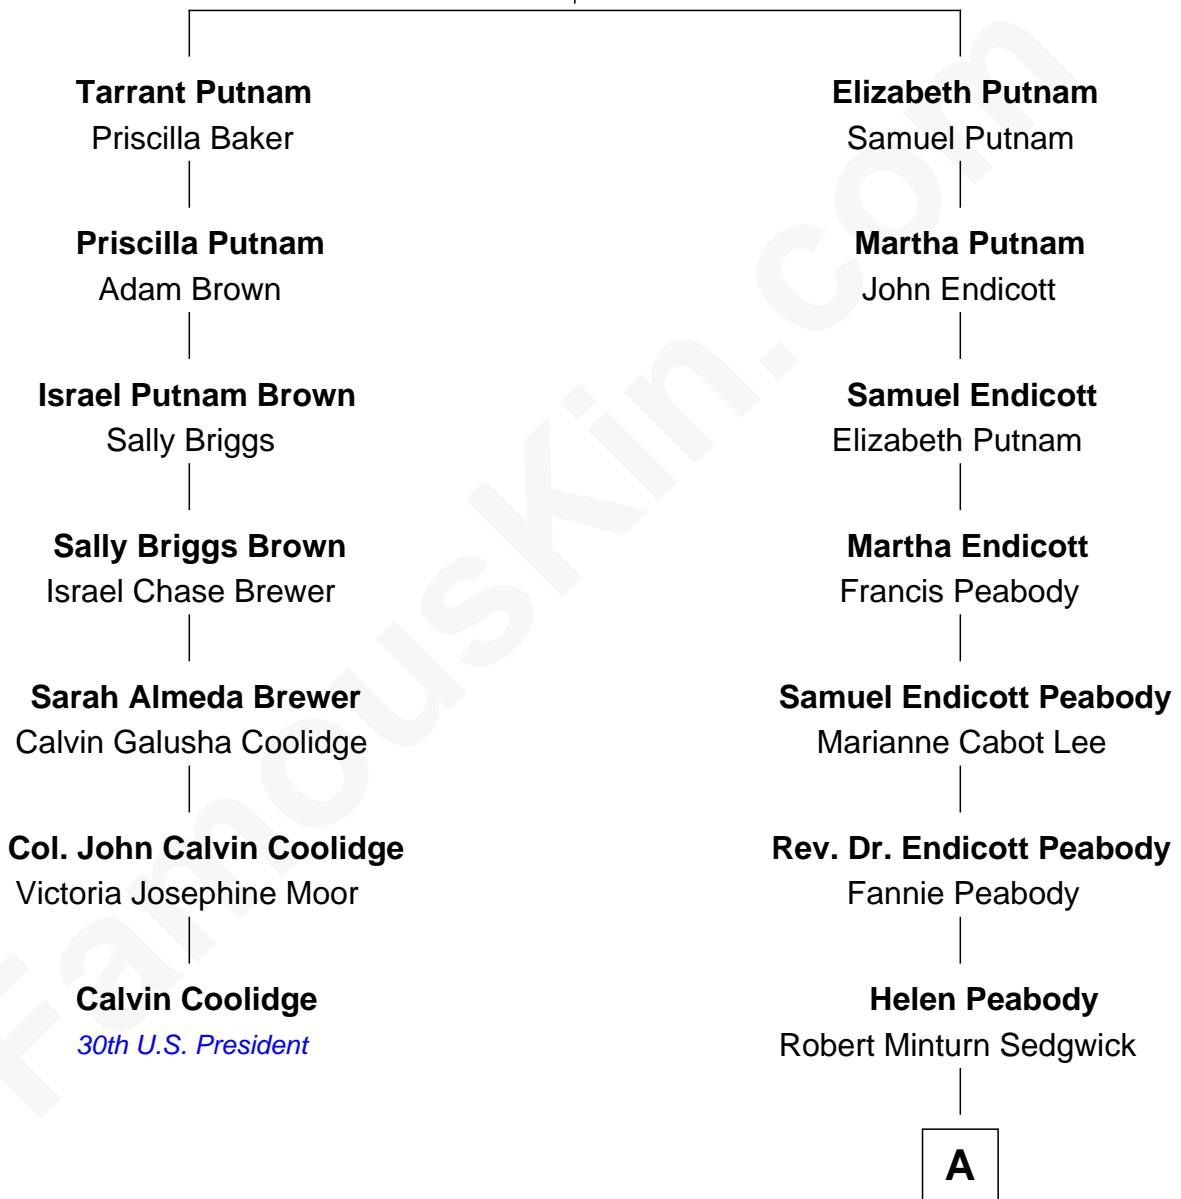 Tarrant Putnam
Priscilla Baker
Elizabeth Putnam
Samuel Putnam
Priscilla Putnam
Adam Brown
Martha Putnam
John Endicott
Israel Putnam Brown
Sally Briggs
Samuel Endicott
Elizabeth Putnam
Sally Briggs Brown
Israel Chase Brewer
Martha Endicott
Francis Peabody
Sarah Almeda Brewer
Calvin Galusha Coolidge
Samuel Endicott Peabody
Marianne Cabot Lee
Col. John Calvin Coolidge
Victoria Josephine Moor
Rev. Dr. Endicott Peabody
Fannie Peabody
Calvin Coolidge
30th U.S. President
Helen Peabody
Robert Minturn Sedgwick
A
FamousKin.com